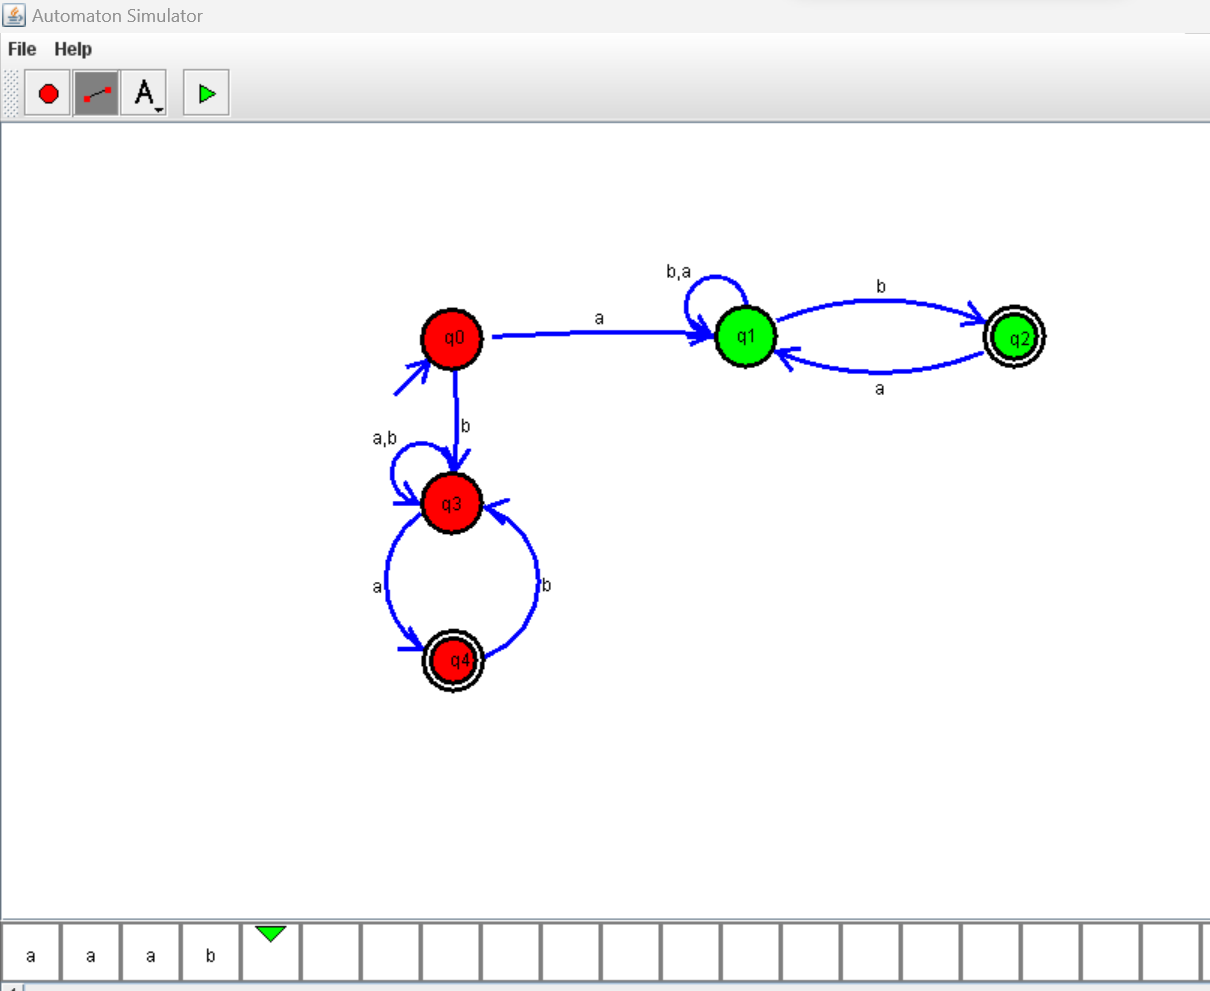 Automaton Simulator
File Help
A
b,a
b
a
q0
q1
q2
a
b
a,b
q3
a
b
q4
a a a b